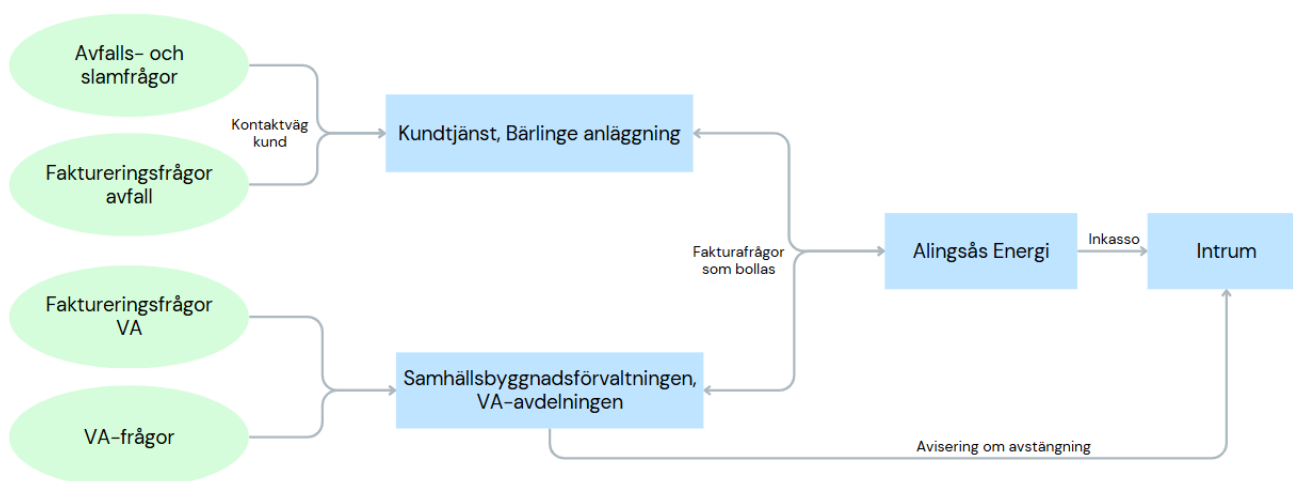 Avfalls- och
slamfrågor
Kontaktväg
kund
Kundtjänst, Bärlinge anläggning
Faktureringsfrågor
avfall
Fakturafrågor
som bollas
Alingsås Energi
Inkasso
Intrum
Faktureringsfrågor
VA
Samhällsbyggnadsförvaltningen,
VA-avdelningen
VA-frågor
Avisering om avstängning